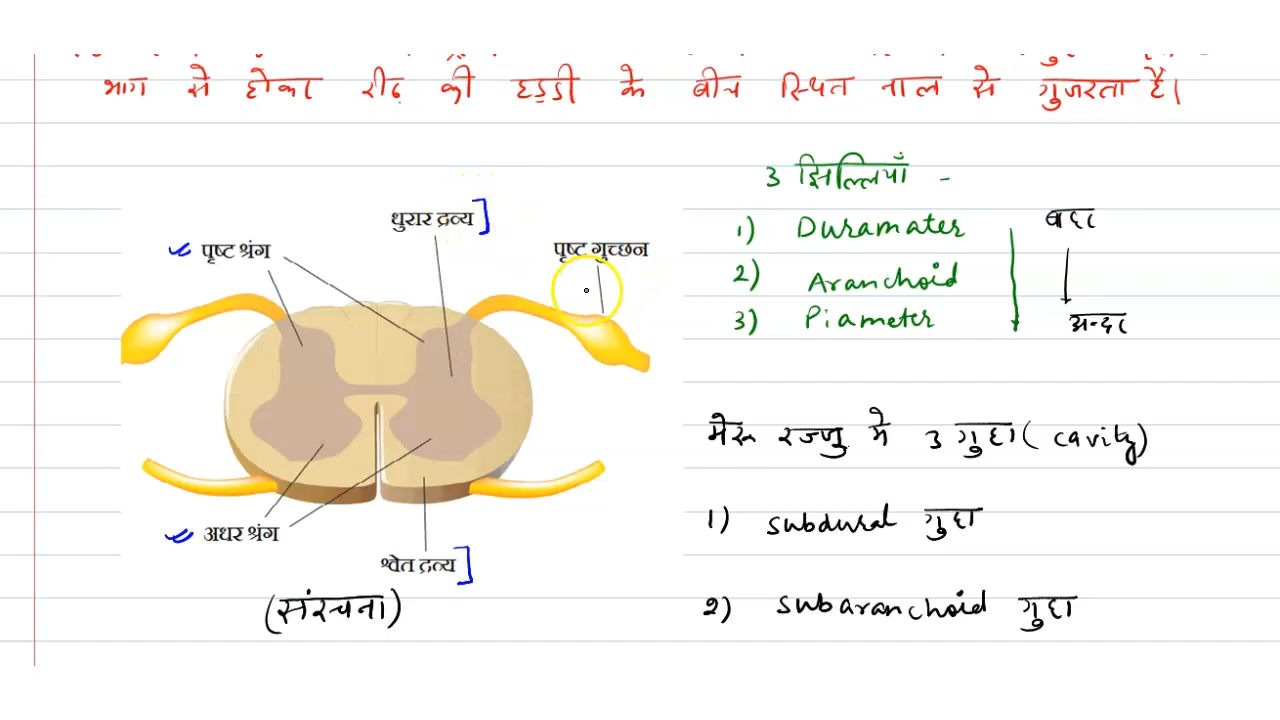 भाग से होकर रीढ़ की हड्डी के बीच स्थित नाल से गुजरता है।
3 झिल्लियाँ -
1) Duramater
2) Aranchoid
3) Piameter
बाहर
अन्दर
धुरार द्रव्य ]
पृष्ट श्रंग
पृष्ट गुच्छन
अधर श्रंग
श्वेत द्रव्य ]
(संरचना)
मेरू रज्जु में 3 गुहा (cavity)
1) subdural गुहा
2) subaranchoid गुहा